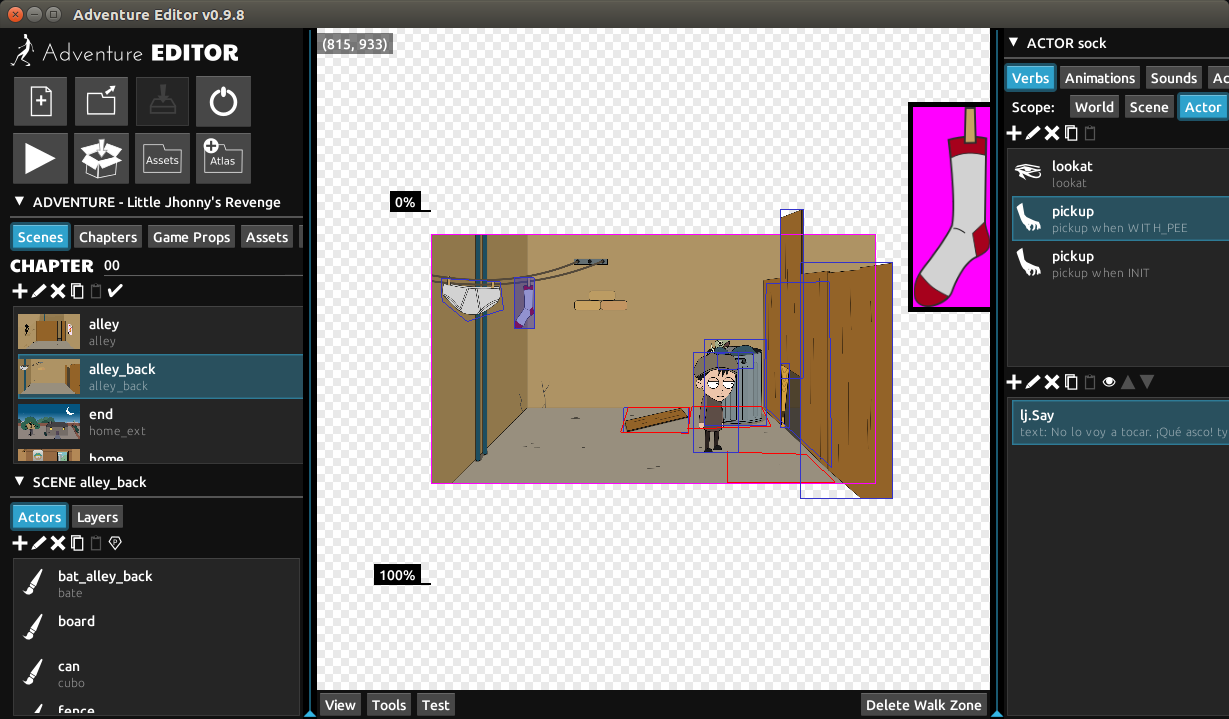 Adventure Editor v0.9.8
Adventure EDITOR
Assets
Atlas
ADVENTURE - Little Jhonny's Revenge
Scenes
Chapters
Game Props
Assets
CHAPTER 00
alley
alley
alley_back
alley_back
end
home_ext
home
SCENE alley_back
Actors
Layers
bat_alley_back
bate
board
can
cubo
fence
(815, 933)
0%
100%
View
Tools
Test
Delete Walk Zone
ACTOR sock
Verbs
Animations
Sounds
Ac
Scope:
World
Scene
Actor
lookat
lookat
pickup
pickup when WITH_PEE
pickup
pickup when INIT
lj.Say
text: No lo voy a tocar. ¡Qué asco! ty